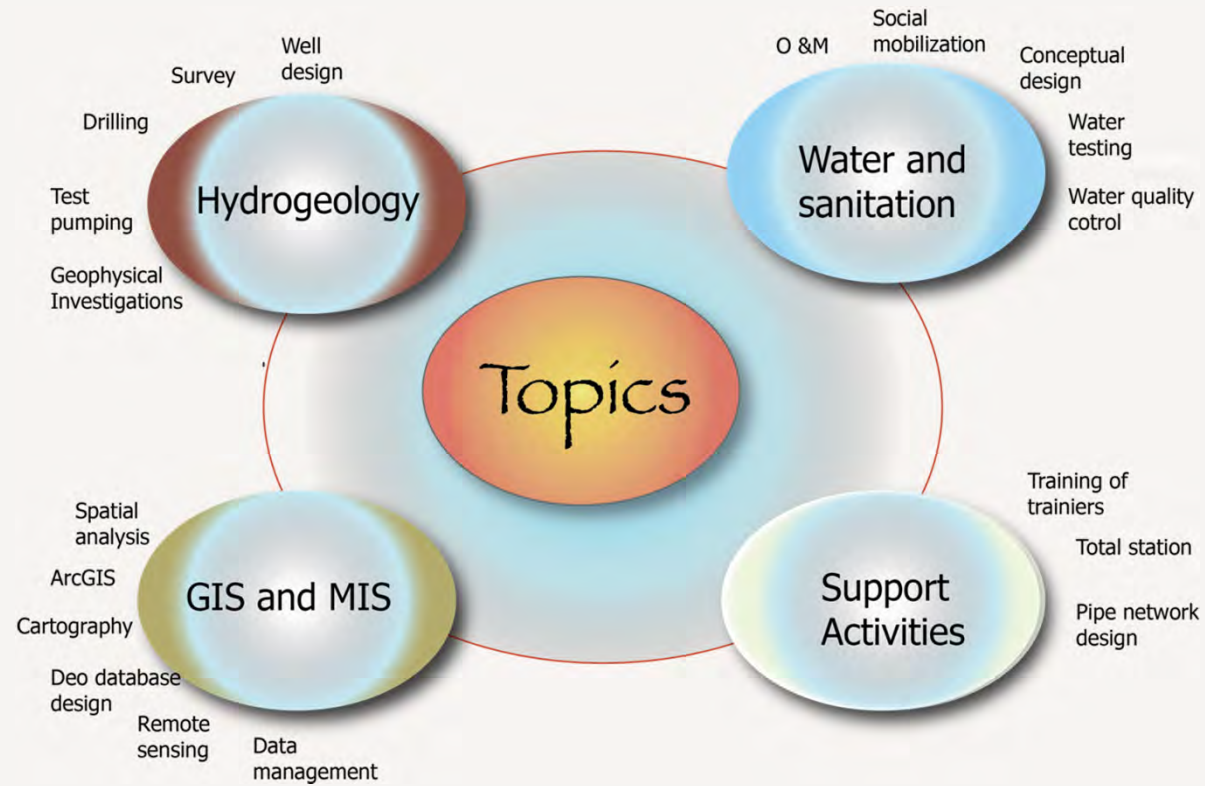 Well
design
Survey
Drilling
Test
pumping
Geophysical
Investigations
Hydrogeology
Social
mobilization
O &M
Conceptual
design
Water
testing
Water quality
cotrol
Water and
sanitation
Topics
Spatial
analysis
ArcGIS
Cartography
Deo database
design
Remote
sensing
Data
management
GIS and MIS
Training of
trainiers
Total station
Pipe network
design
Support
Activities